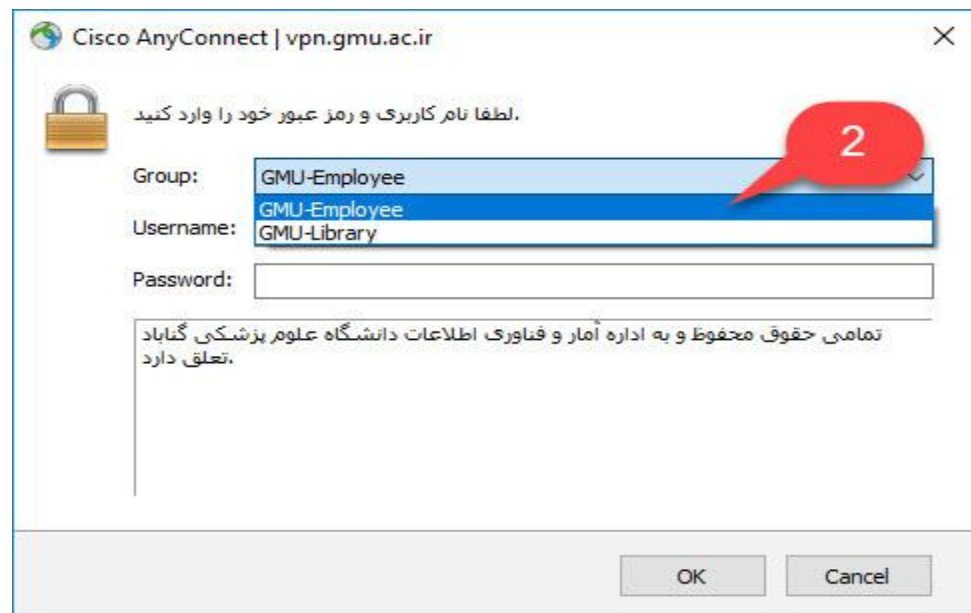 Cisco AnyConnect | vpn.gmu.ac.ir
لطفا نام کاربری و رمز عبور خود را وارد کنید.
2
Group: GMU-Employee
GMU-Employee
Username: GMU-Library
Password:
تمامی حقوق محفوظ و به اداره آمار و فناوری اطلاعات دانشگاه علوم پزشکی گناباد
تعلق دارد.
OK Cancel